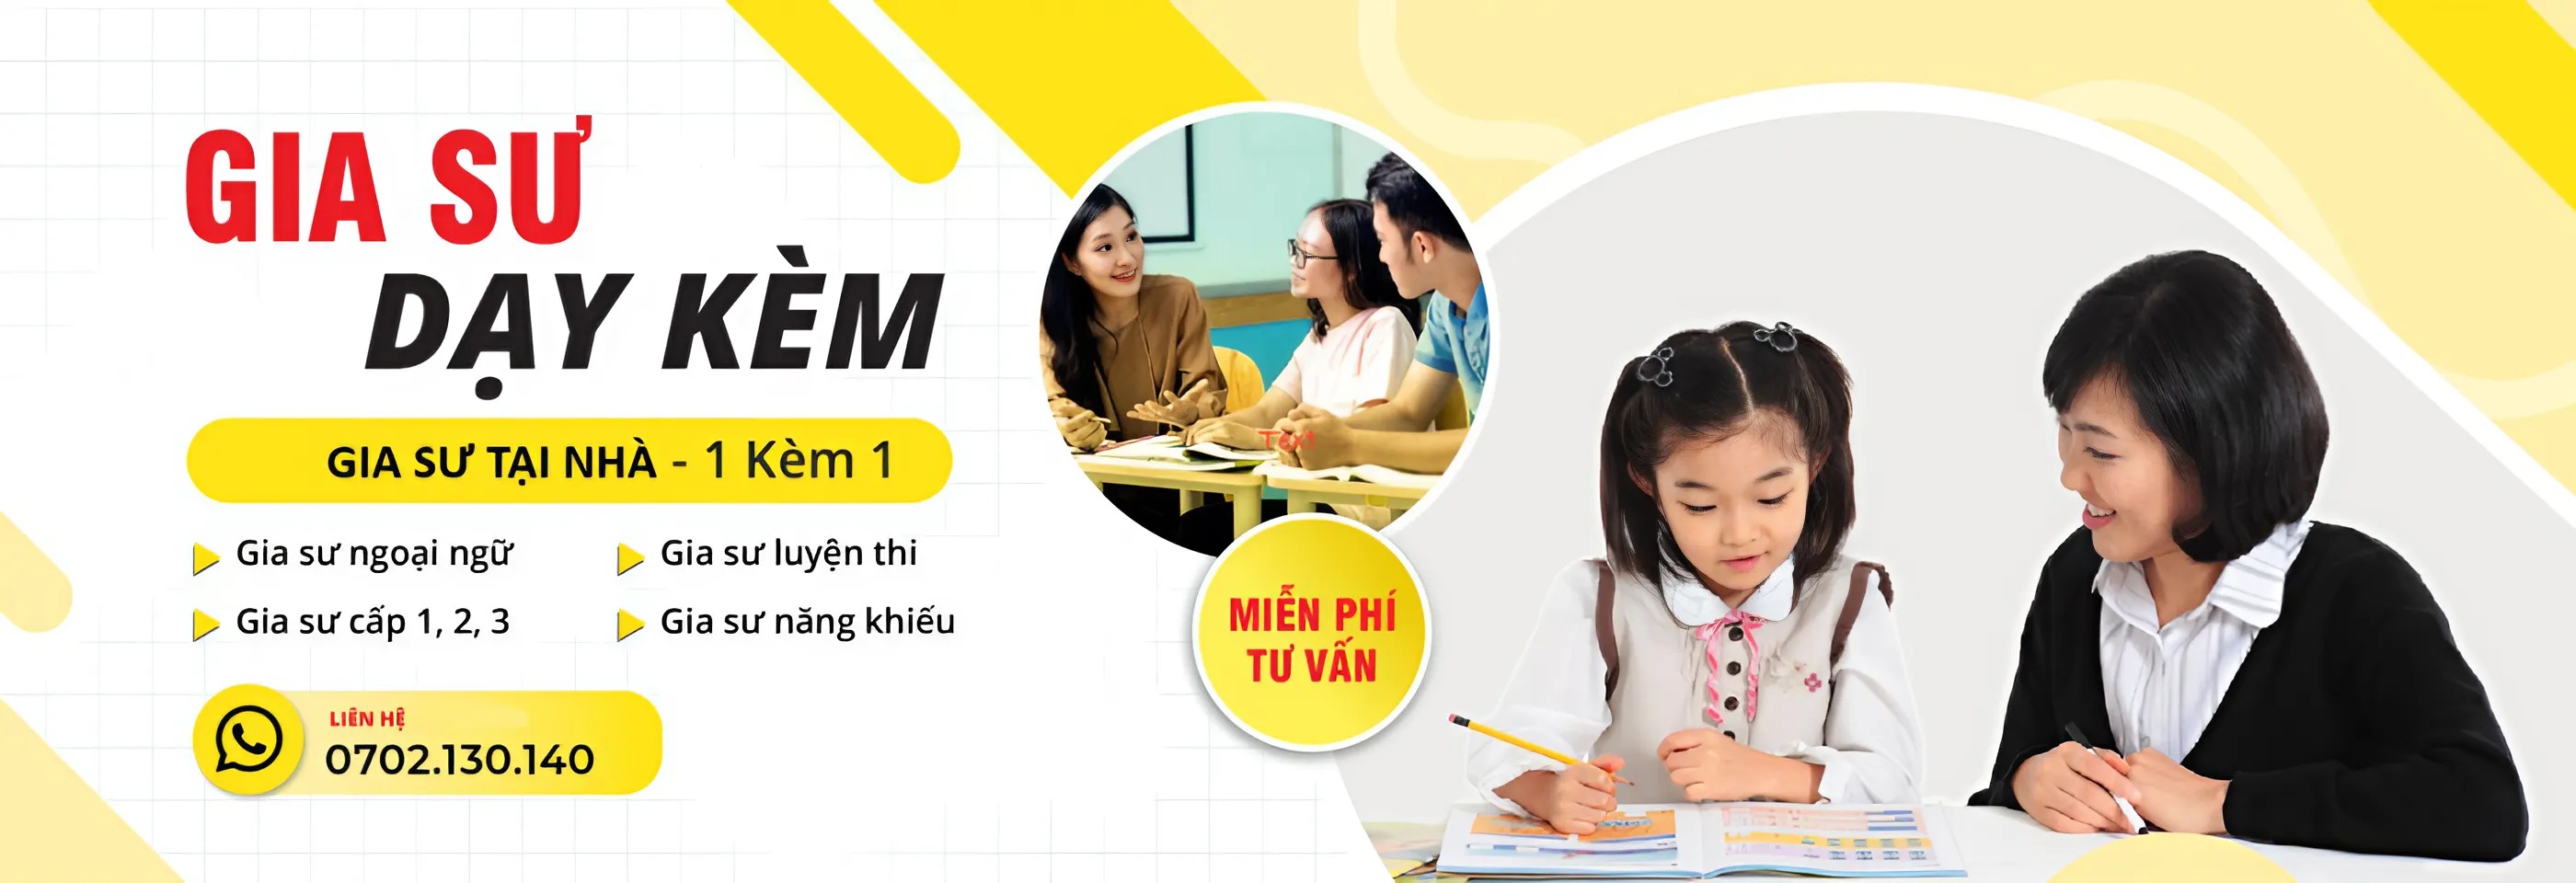 GIA SƯ
DẠY KÈM
GIA SƯ TẠI NHÀ - 1 Kèm 1
Gia sư ngoại ngữ
Gia sư luyện thi
Gia sư cấp 1, 2, 3
Gia sư năng khiếu
LIÊN HỆ
0702.130.140
Text
MIỄN PHÍ
TƯ VẤN